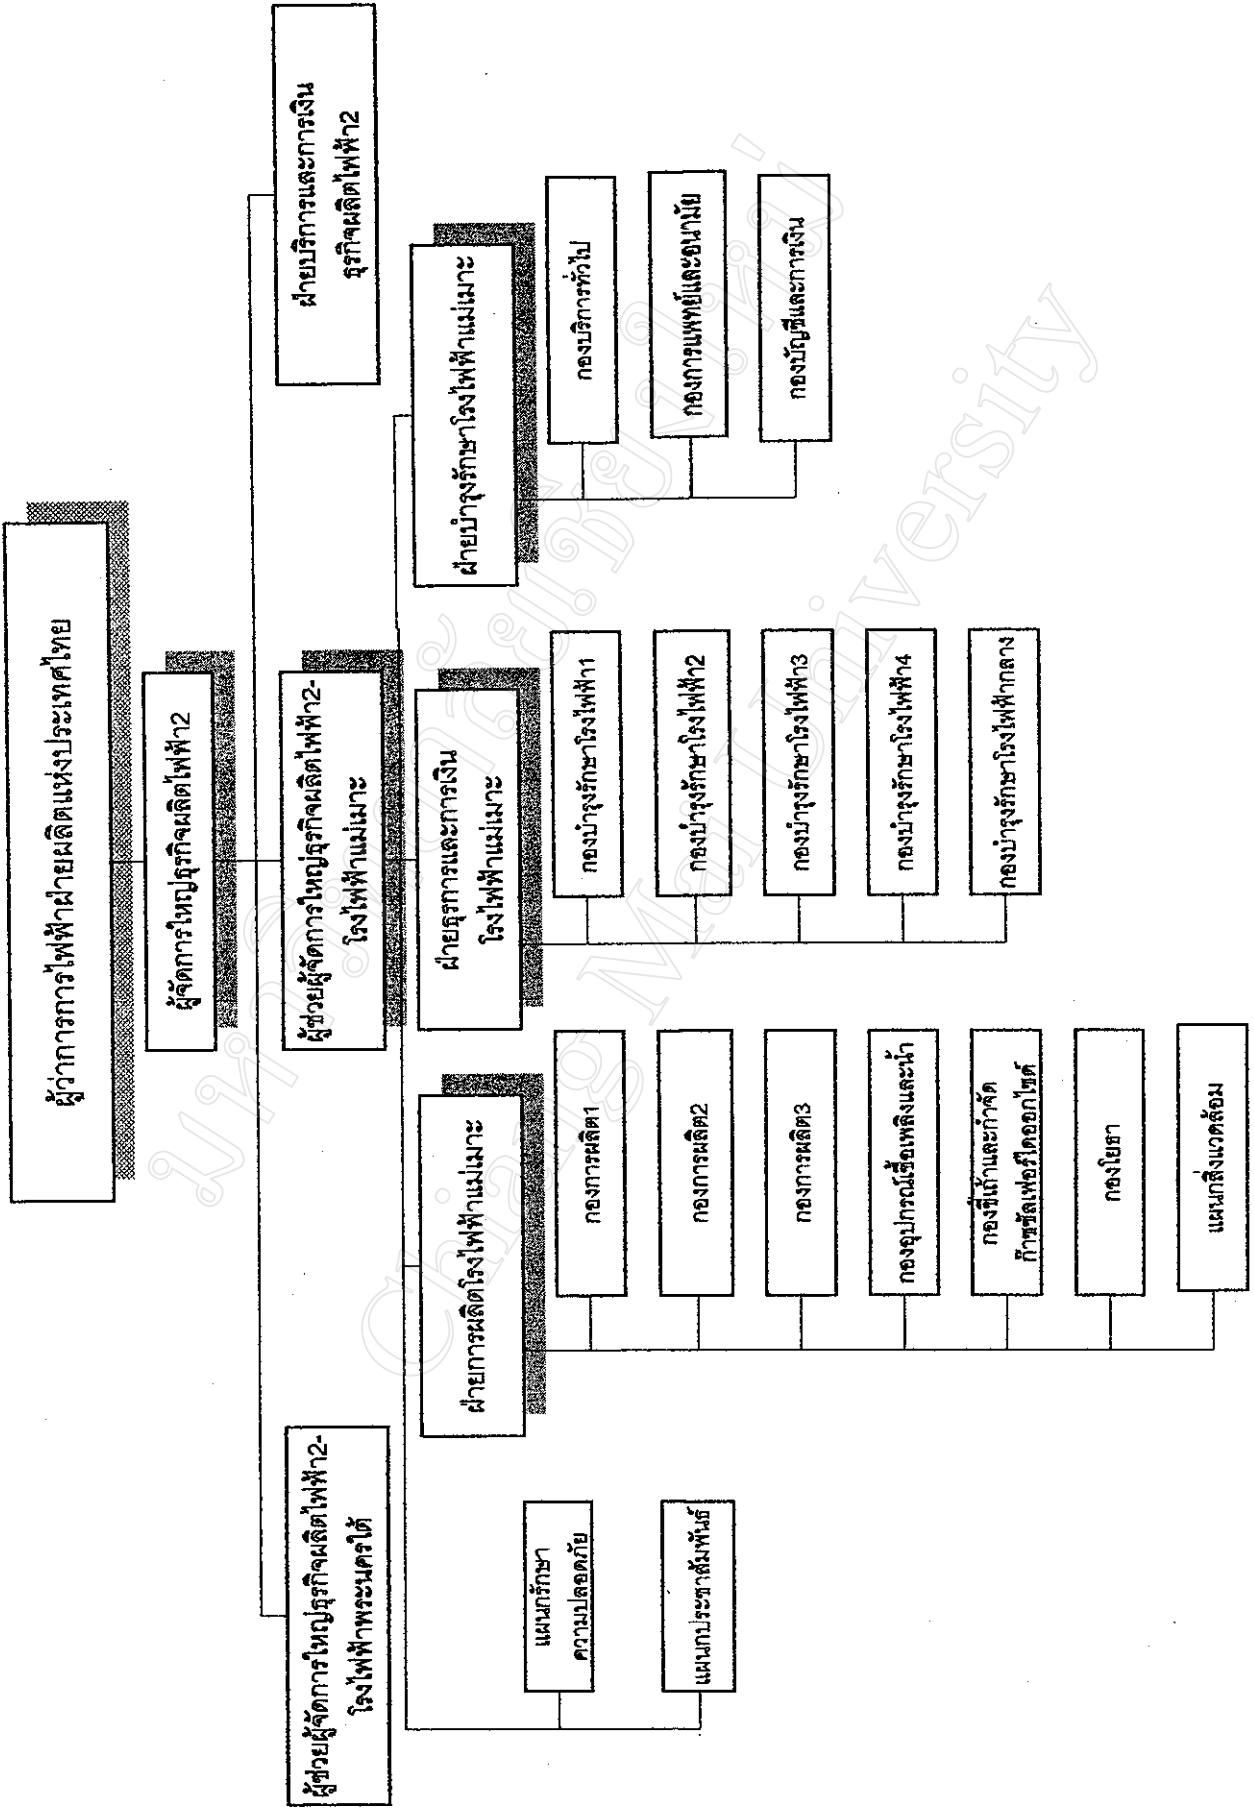 ผู้ว่าการการไฟฟ้าฝ่ายผลิตแห่งประเทศไทย
ผู้จัดการใหญ่ธุรกิจผลิตไฟฟ้า2
ผู้ช่วยผู้จัดการใหญ่ธุรกิจผลิตไฟฟ้า2-
โรงไฟฟ้าพระนครใต้
ผู้ช่วยผู้จัดการใหญ่ธุรกิจผลิตไฟฟ้า2-
โรงไฟฟ้าแม่เมาะ
ฝ่ายบริการและการเงิน
ธุรกิจผลิตไฟฟ้า2
ฝ่ายการผลิตโรงไฟฟ้าแม่เมาะ
ฝ่ายธุรการและการเงิน
โรงไฟฟ้าแม่เมาะ
ฝ่ายบำรุงรักษาโรงไฟฟ้าแม่เมาะ
แผนกรักษา
ความปลอดภัย
แผนกประชาสัมพันธ์
กองการผลิต1
กองการผลิต2
กองการผลิต3
กองอุปกรณ์เชื้อเพลิงและน้ำ
กองขี้เถ้าและกำจัด
ก๊าซซัลเฟอร์ไดออกไซด์
กองโยธา
แผนกสิ่งแวดล้อม
กองบำรุงรักษาโรงไฟฟ้า1
กองบำรุงรักษาโรงไฟฟ้า2
กองบำรุงรักษาโรงไฟฟ้า3
กองบำรุงรักษาโรงไฟฟ้า4
กองบำรุงรักษาโรงไฟฟ้ากลาง
กองบริการทั่วไป
กองการแพทย์และอนามัย
กองบัญชีและการเงิน
มหาวิทยาลัยเชียงใหม่
Chiang Mai University